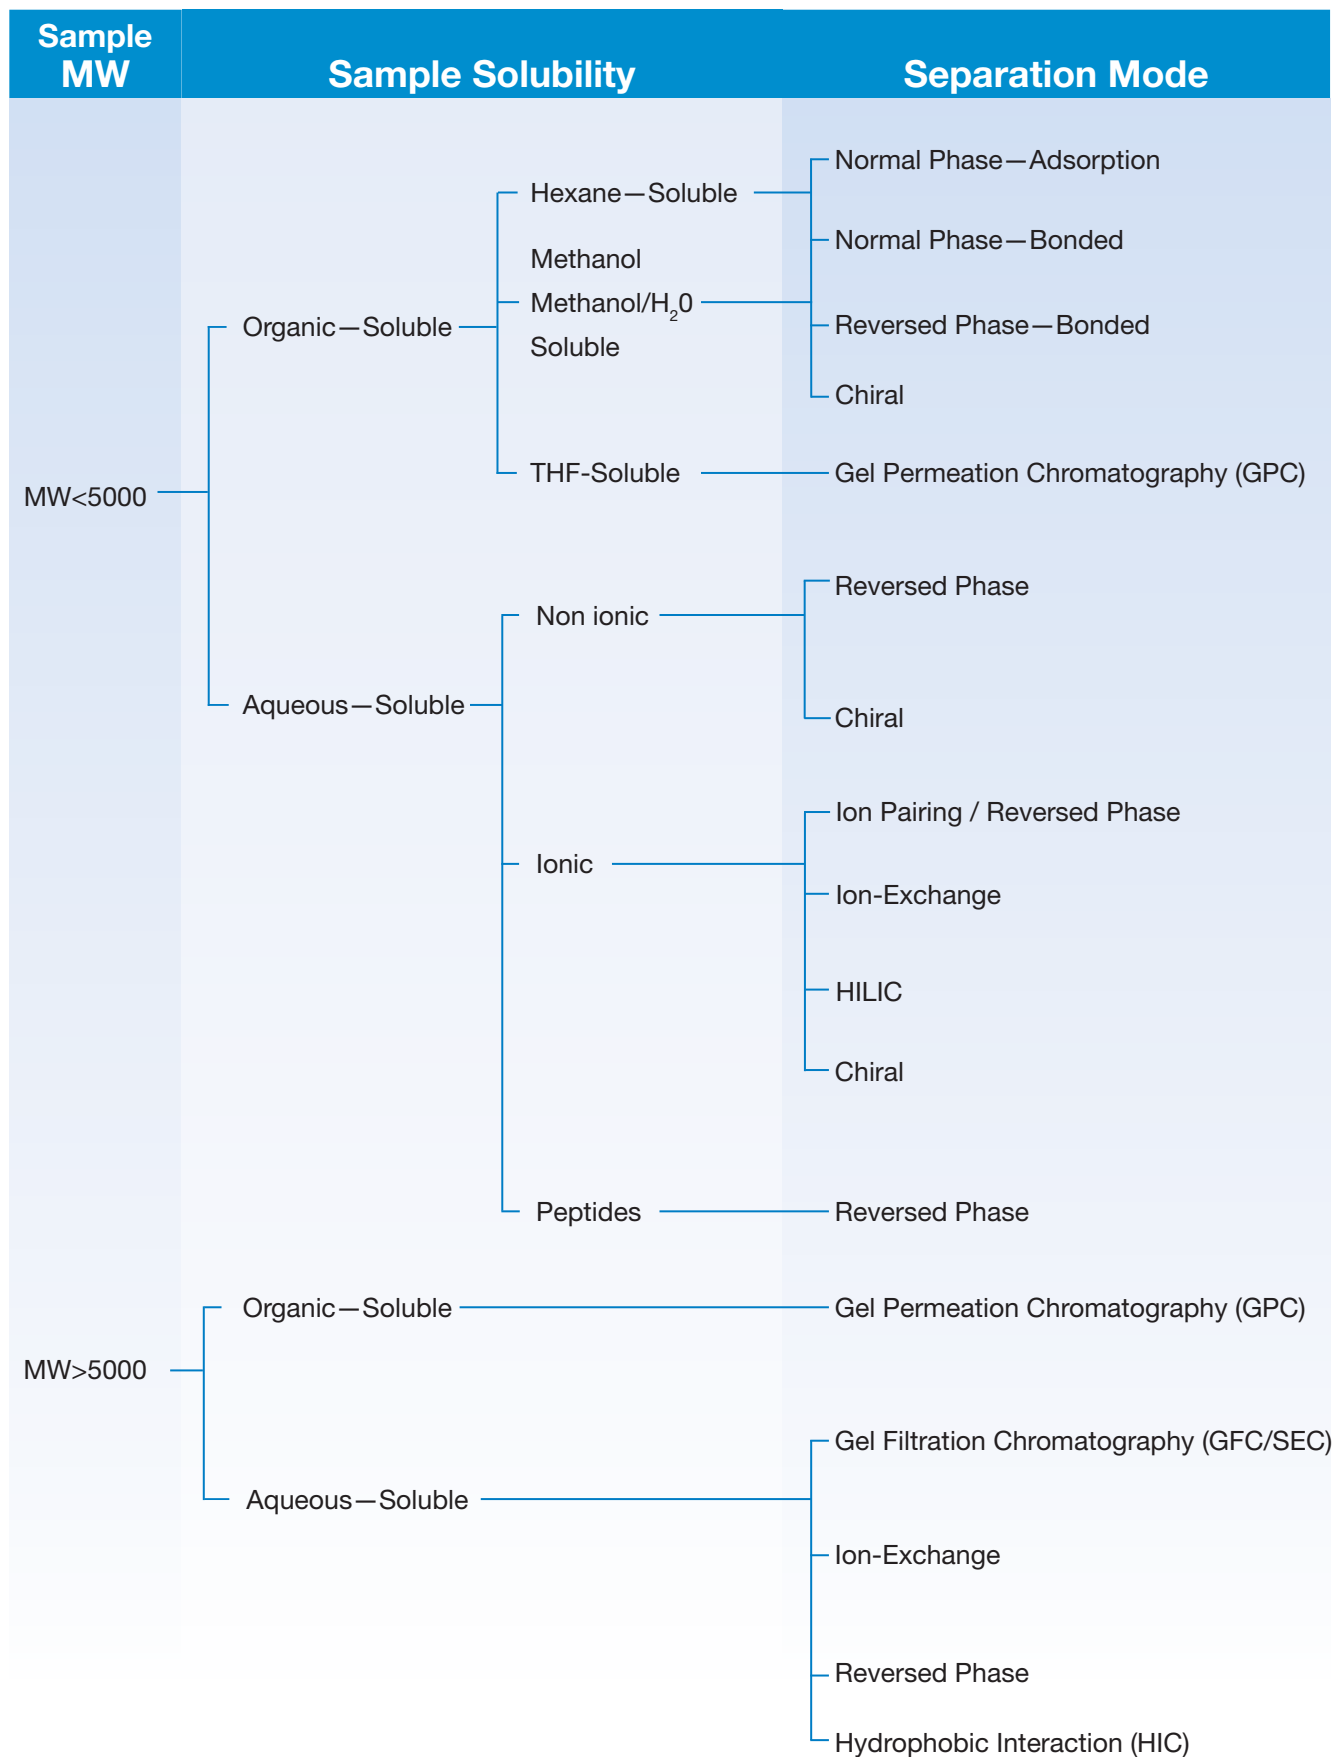 Sample
MW
Sample Solubility
Separation Mode
Normal Phase—Adsorption
Hexane—Soluble
Normal Phase—Bonded
Methanol
Methanol/H₂0
Soluble
Organic—Soluble
Reversed Phase—Bonded
Chiral
THF-Soluble
Gel Permeation Chromatography (GPC)
MW<5000
Reversed Phase
Non ionic
Aqueous—Soluble
Chiral
Ion Pairing / Reversed Phase
Ionic
Ion-Exchange
HILIC
Chiral
Peptides
Reversed Phase
Organic—Soluble
Gel Permeation Chromatography (GPC)
MW>5000
Gel Filtration Chromatography (GFC/SEC)
Aqueous—Soluble
Ion-Exchange
Reversed Phase
Hydrophobic Interaction (HIC)